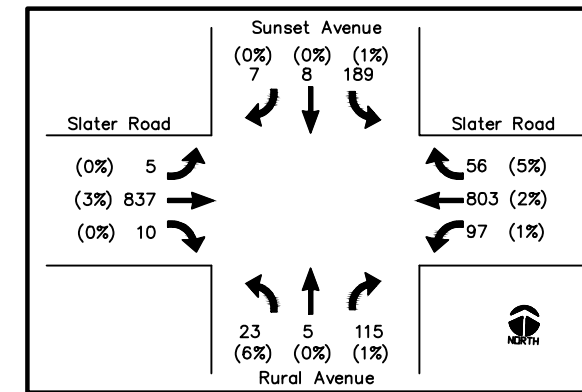 Sunset Avenue
(0%) (0%) (1%)
7 8 189
Slater Road
Slater Road
(0%) 5
56 (5%)
(3%) 837
803 (2%)
(0%) 10
97 (1%)
23 5 115
(6%) (0%) (1%)
Rural Avenue
NORTH